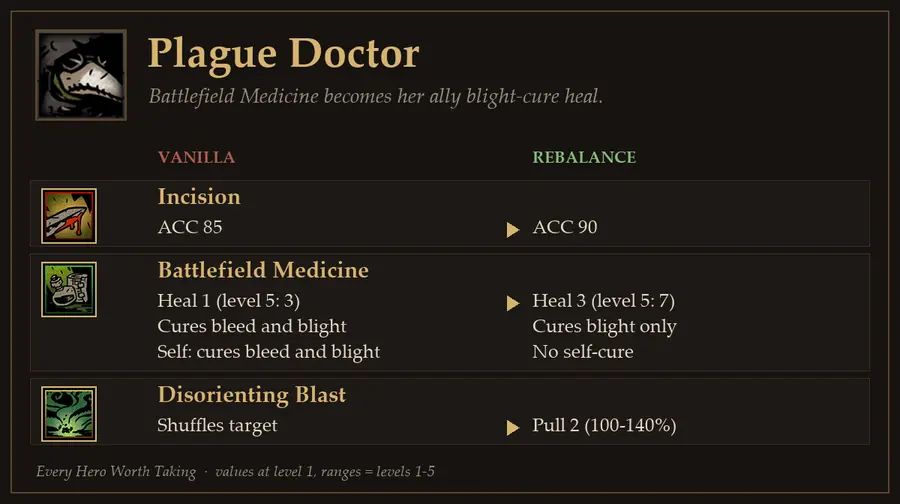 Plague Doctor
Battlefield Medicine becomes her ally blight-cure heal.
VANILLA REBALANCE
Incision
ACC 85 ACC 90
Battlefield Medicine
Heal 1 (level 5: 3) Heal 3 (level 5: 7)
Cures bleed and blight Cures blight only
Self: cures bleed and blight No self-cure
Disorienting Blast
Shuffles target Pull 2 (100-140%)
Every Hero Worth Taking · values at level 1, ranges = levels 1-5